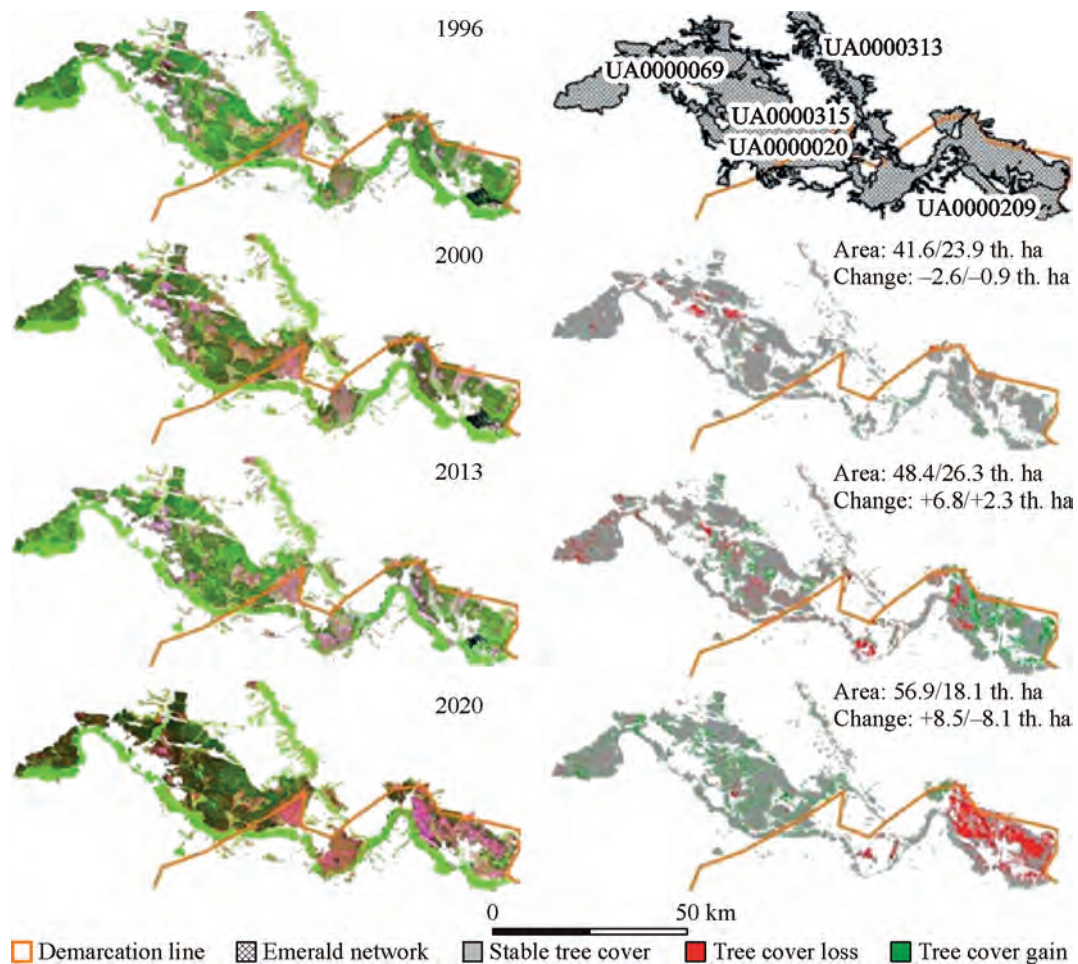 1996
UA0000313
UA0000069
UA0000315
UA0000020
UA0000209
2000
Area: 41.6/23.9 th. ha
Change: –2.6/–0.9 th. ha
2013
Area: 48.4/26.3 th. ha
Change: +6.8/+2.3 th. ha
2020
Area: 56.9/18.1 th. ha
Change: +8.5/–8.1 th. ha
0 50 km
Demarcation line Emerald network Stable tree cover Tree cover loss Tree cover gain